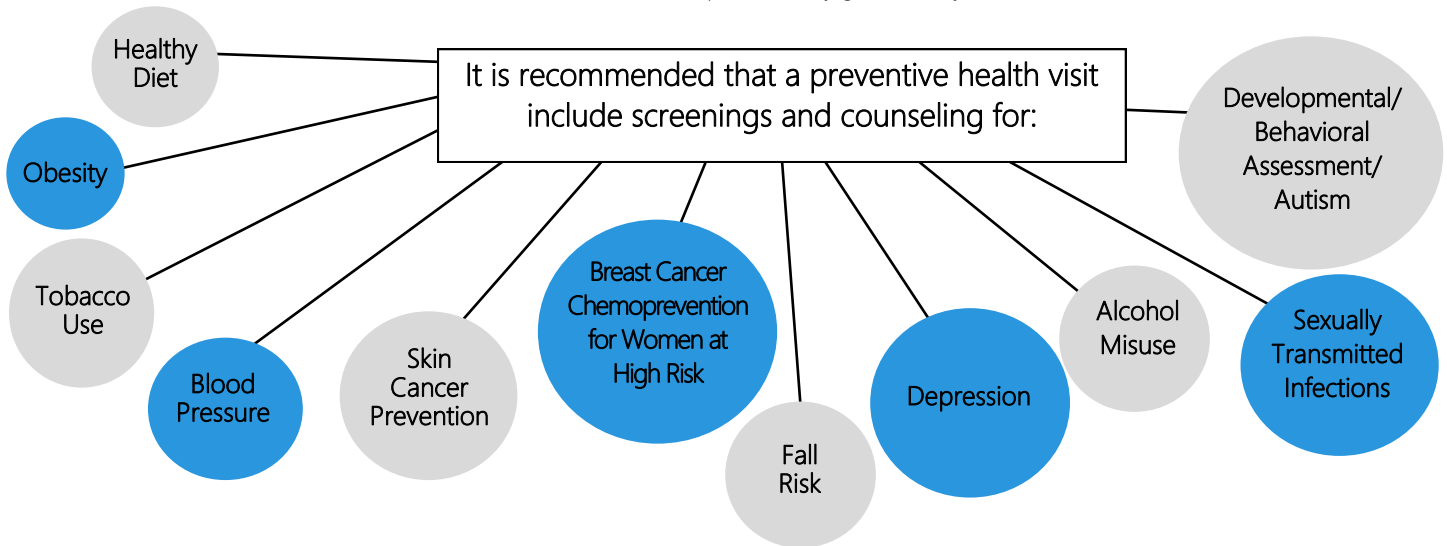 It is recommended that a preventive health visit
include screenings and counseling for:
Healthy
Diet
Obesity
Tobacco
Use
Blood
Pressure
Skin
Cancer
Prevention
Breast Cancer
Chemoprevention
for Women at
High Risk
Fall
Risk
Depression
Alcohol
Misuse
Sexually
Transmitted
Infections
Developmental/
Behavioral
Assessment/
Autism